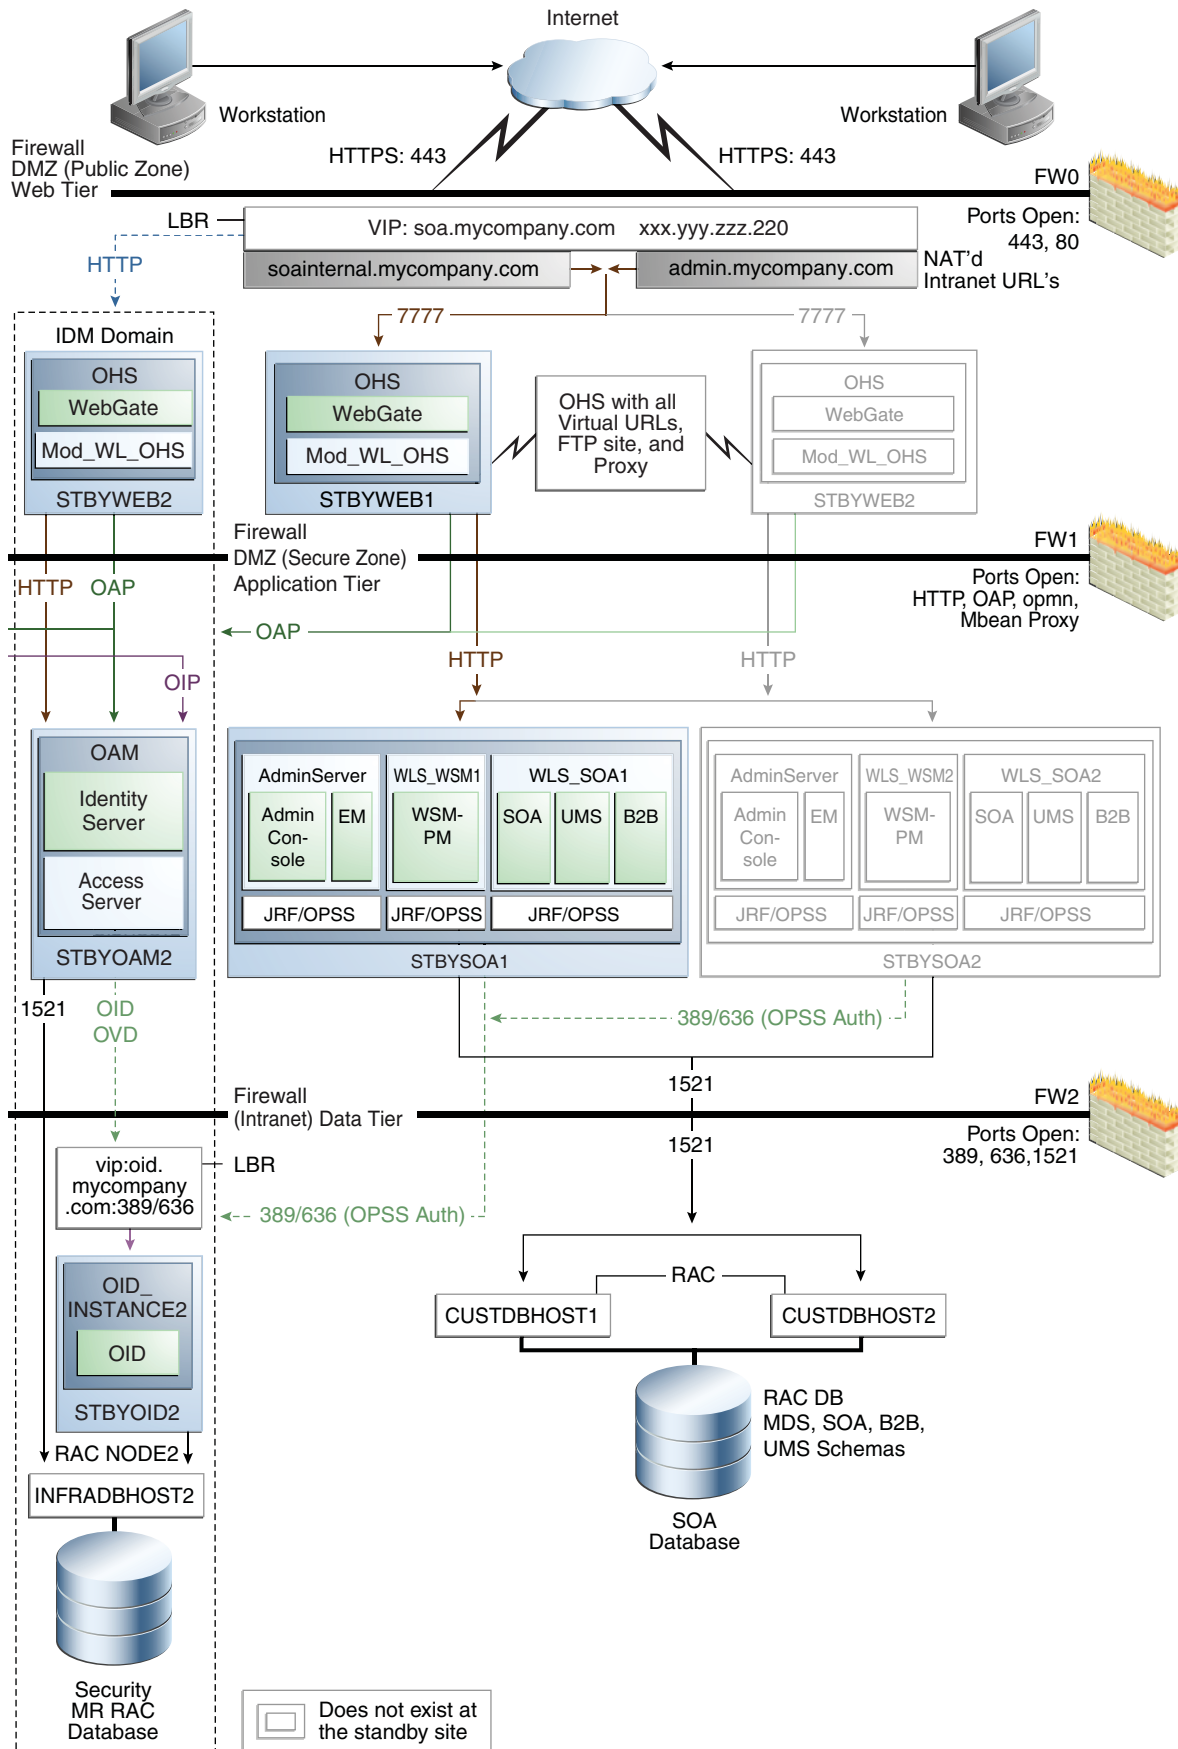 Internet
Workstation
Workstation
HTTPS: 443
HTTPS: 443
Firewall
DMZ (Public Zone)
Web Tier
FW0
Ports Open:
443, 80
LBR
VIP: soa.mycompany.com xxx.yyy.zzz.220
HTTP
soainternal.mycompany.com
admin.mycompany.com
NAT'd
Intranet URL's
7777
7777
IDM Domain
OHS
WebGate
Mod_WL_OHS
STBYWEB2
OHS
WebGate
Mod_WL_OHS
STBYWEB1
OHS with all
Virtual URLs,
FTP site, and
Proxy
OHS
WebGate
Mod_WL_OHS
STBYWEB2
Firewall
DMZ (Secure Zone)
Application Tier
FW1
Ports Open:
HTTP, OAP, opmn,
Mbean Proxy
HTTP
OAP
OAP
OIP
HTTP
HTTP
OAM
Identity
Server
Access
Server
STBYOAM2
AdminServer
Admin
Con-
sole
EM
WLS_WSM1
WSM-
PM
WLS_SOA1
SOA
UMS
B2B
JRF/OPSS
JRF/OPSS
JRF/OPSS
STBYSOA1
AdminServer
Admin
Con-
sole
EM
WLS_WSM2
WSM-
PM
WLS_SOA2
SOA
UMS
B2B
JRF/OPSS
JRF/OPSS
JRF/OPSS
STBYSOA2
1521
OID
OVD
389/636 (OPSS Auth)
1521
Firewall
(Intranet) Data Tier
FW2
Ports Open:
389, 636,1521
1521
vip:oid.
mycompany
.com:389/636
LBR
389/636 (OPSS Auth)
OID_
INSTANCE2
OID
STBYOID2
RAC
CUSTDBHOST1
CUSTDBHOST2
RAC DB
MDS, SOA, B2B,
UMS Schemas
SOA
Database
RAC NODE2
INFRADBHOST2
Security
MR RAC
Database
Does not exist at
the standby site